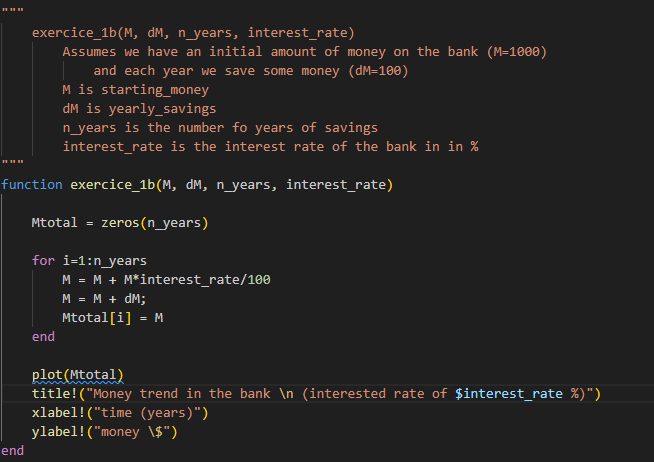 """
exercice_1b(M, dM, n_years, interest_rate)
Assumes we have an initial amount of money on the bank (M=1000)
and each year we save some money (dM=100)
M is starting_money
dM is yearly_savings
n_years is the number fo years of savings
interest_rate is the interest rate of the bank in in %
"""
function exercice_1b(M, dM, n_years, interest_rate)
Mtotal = zeros(n_years)
for i=1:n_years
M = M + M*interest_rate/100
M = M + dM;
Mtotal[i] = M
end
plot(Mtotal)
title!("Money trend in the bank \n (interested rate of $interest_rate %)")
xlabel!("time (years)")
ylabel!("money \$")
end